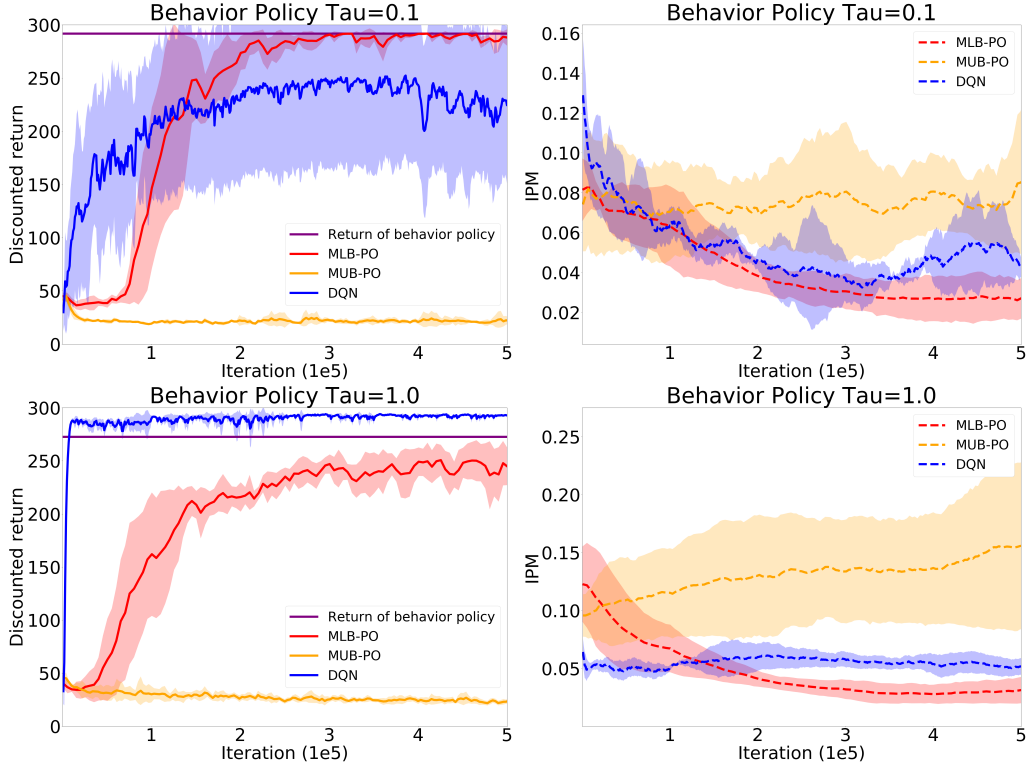 Behavior Policy Tau=0.1
Discounted return
300
250
200
150
100
50
0
Return of behavior policy
MLB-PO
MUB-PO
DQN
1 2 3 4 5
Iteration (1e5)
Behavior Policy Tau=0.1
IPM
0.16
0.14
0.12
0.10
0.08
0.06
0.04
0.02
MLB-PO
MUB-PO
DQN
1 2 3 4 5
Iteration (1e5)
Behavior Policy Tau=1.0
Discounted return
300
250
200
150
100
50
0
Return of behavior policy
MLB-PO
MUB-PO
DQN
1 2 3 4 5
Iteration (1e5)
Behavior Policy Tau=1.0
IPM
0.25
0.20
0.15
0.10
0.05
MLB-PO
MUB-PO
DQN
1 2 3 4 5
Iteration (1e5)